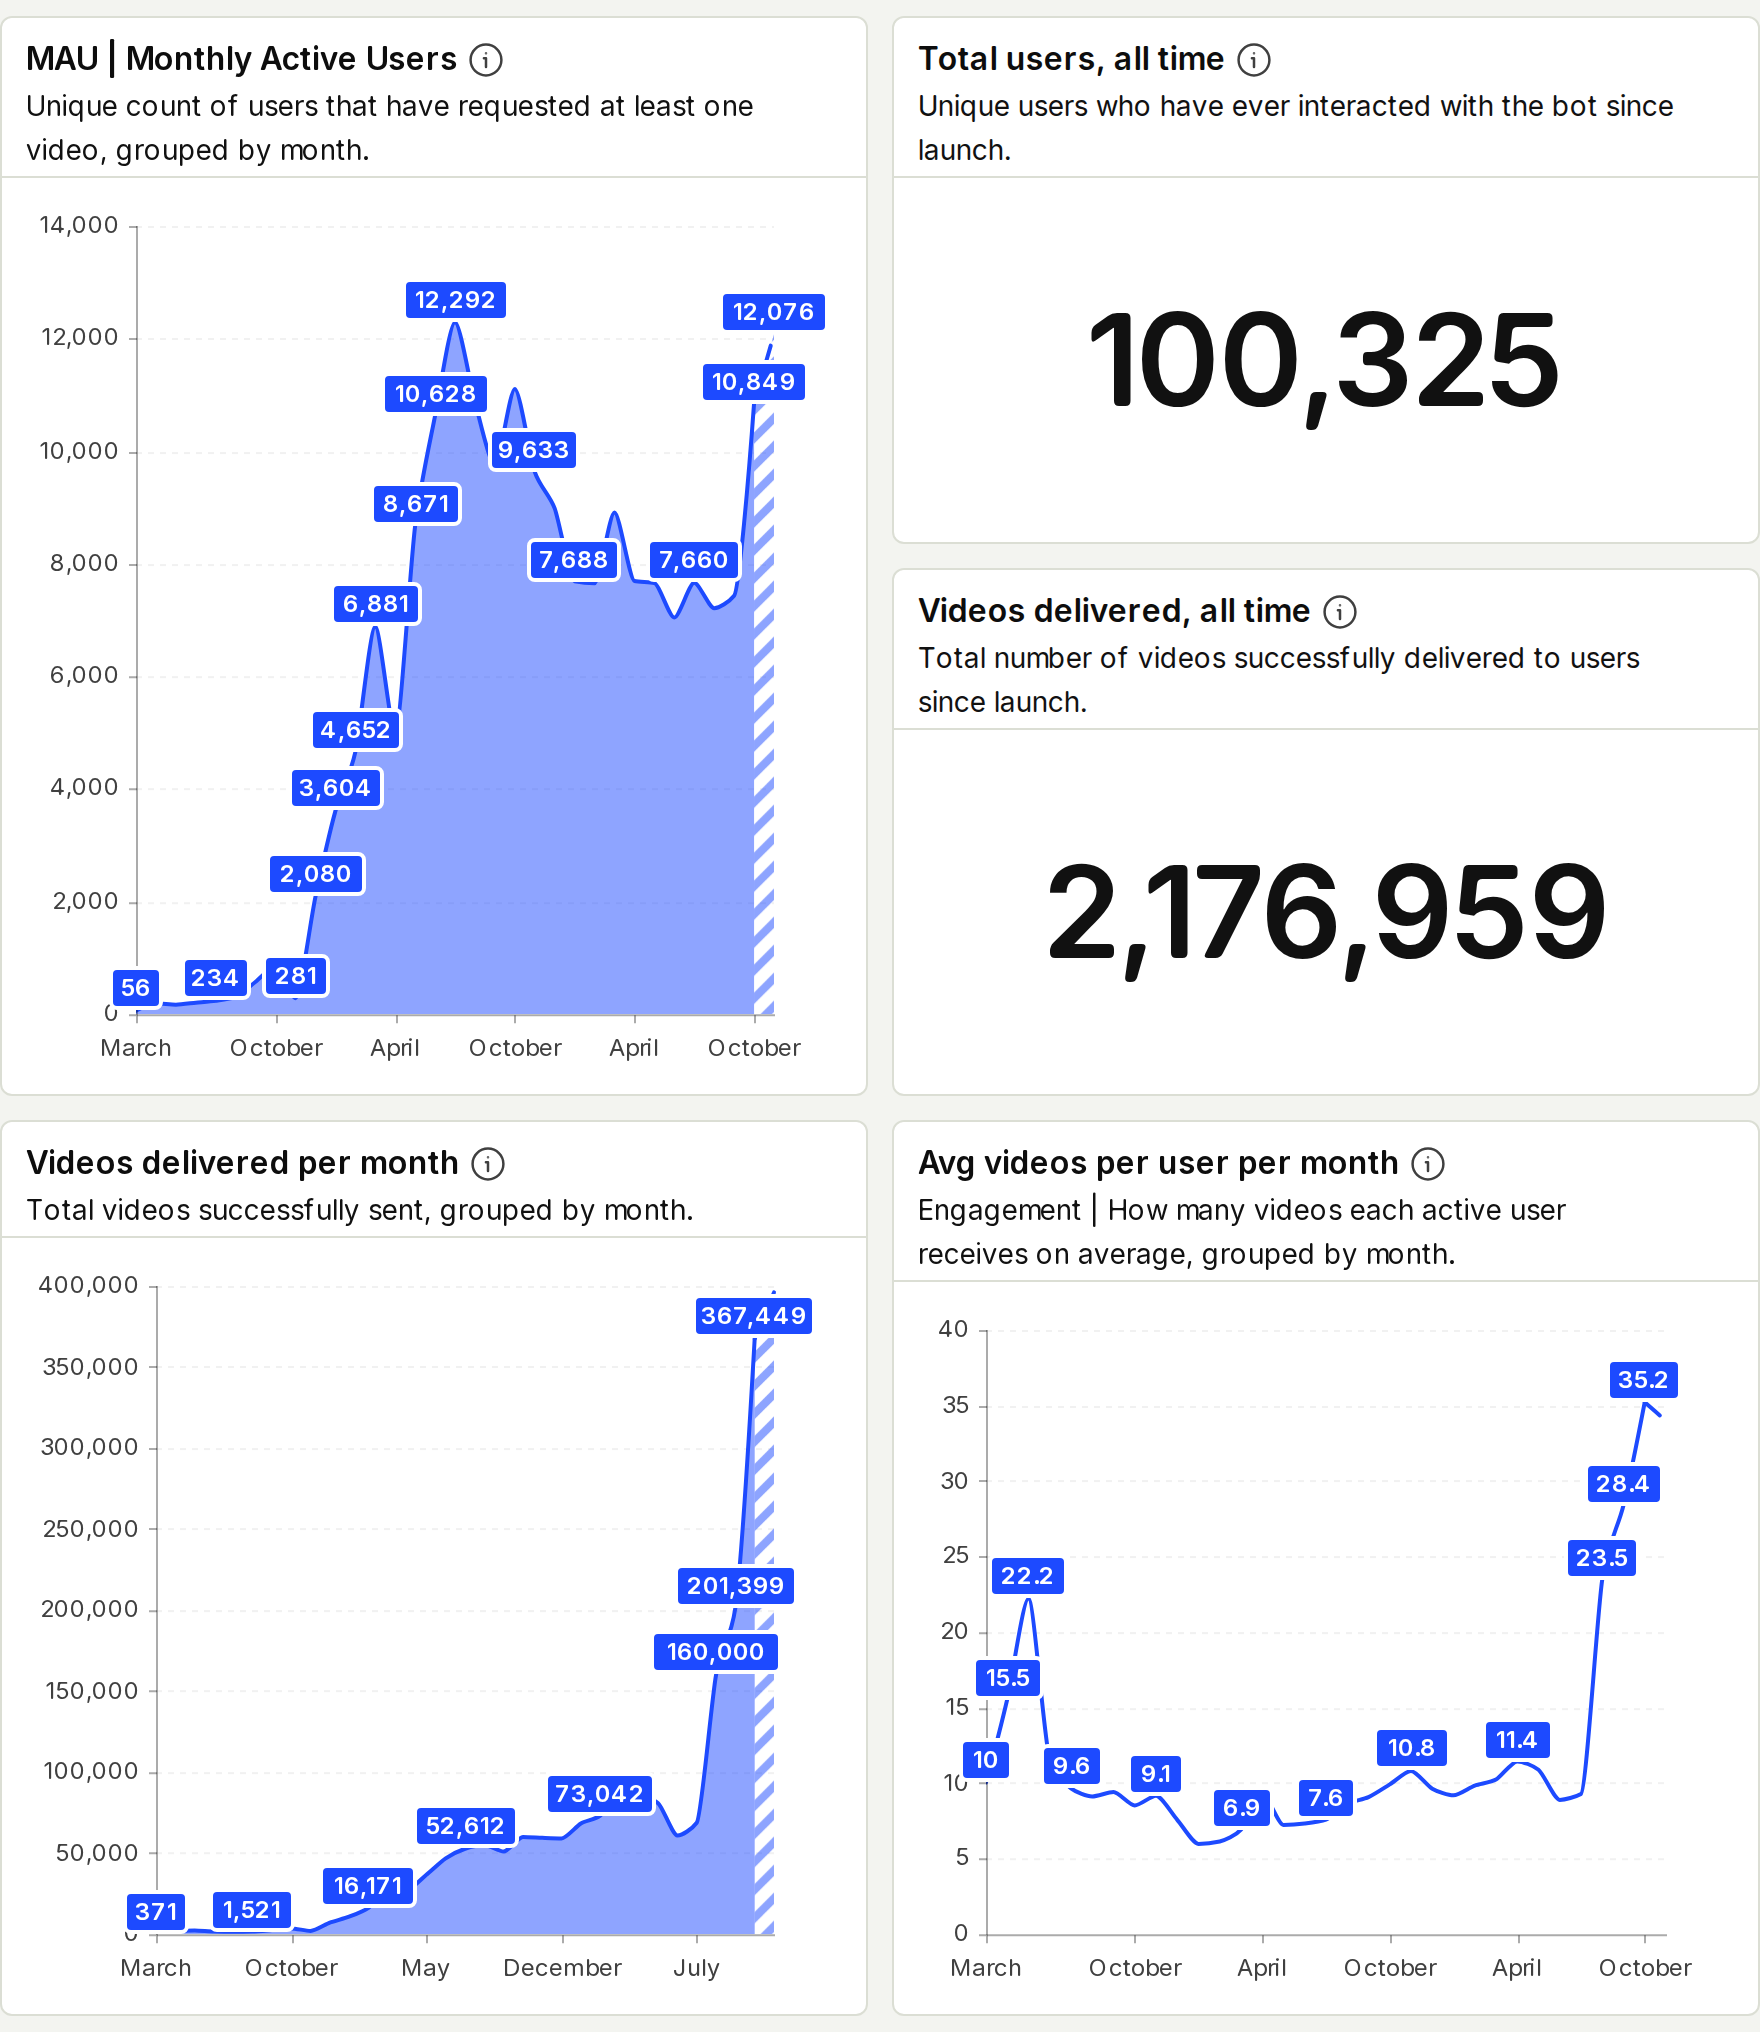 MAU | Monthly Active Users
Unique count of users that have requested at least one
video, grouped by month.
14,000
12,000
10,000
8,000
6,000
4,000
2,000
0
56
234
281
2,080
3,604
4,652
6,881
8,671
10,628
12,292
9,633
7,688
7,660
10,849
12,076
March
October
April
October
April
October
Total users, all time
Unique users who have ever interacted with the bot since
launch.
100,325
Videos delivered, all time
Total number of videos successfully delivered to users
since launch.
2,176,959
Videos delivered per month
Total videos successfully sent, grouped by month.
400,000
350,000
300,000
250,000
200,000
150,000
100,000
50,000
0
371
1,521
16,171
52,612
73,042
160,000
201,399
367,449
March
October
May
December
July
Avg videos per user per month
Engagement | How many videos each active user
receives on average, grouped by month.
40
35
30
25
20
15
10
5
0
10
15.5
22.2
9.6
9.1
6.9
7.6
10.8
11.4
23.5
28.4
35.2
March
October
April
October
April
October